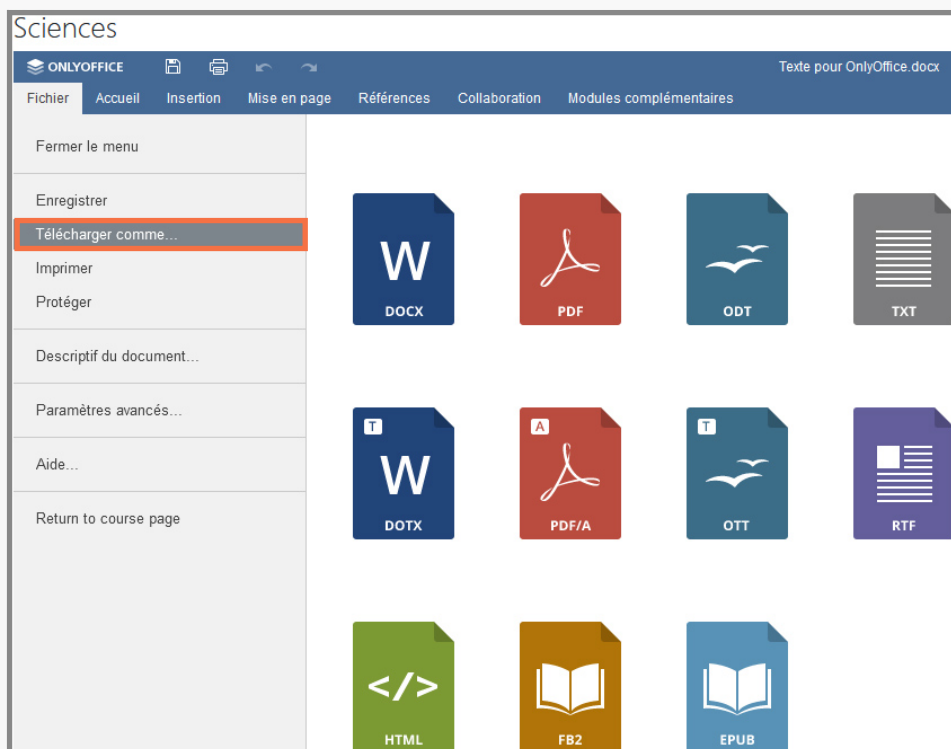 Sciences
ONLYOFFICE Texte pour OnlyOffice.docx
Fichier Accueil Insertion Mise en page Références Collaboration Modules complémentaires
Fermer le menu
Enregistrer
Télécharger comme...
Imprimer
Protéger
Descriptif du document...
Paramètres avancés...
Aide...
Return to course page
W
DOCX
PDF
ODT
TXT
T
W
DOTX
A
PDF/A
T
OTT
RTF
</>
HTML
FB2
EPUB